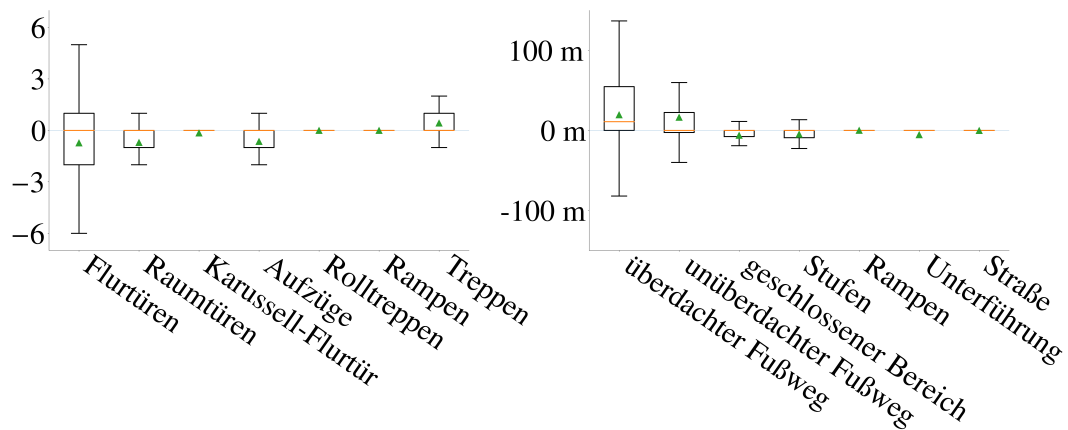 6
3
0
−3
−6
Flurtüren
Raumtüren
Karussell-Flurtür
Aufzüge
Rolltreppen
Rampen
Treppen
100 m
0 m
-100 m
überdachter Fußweg
unüberdachter Fußweg
geschlossener Bereich
Stufen
Rampen
Unterführung
Straße